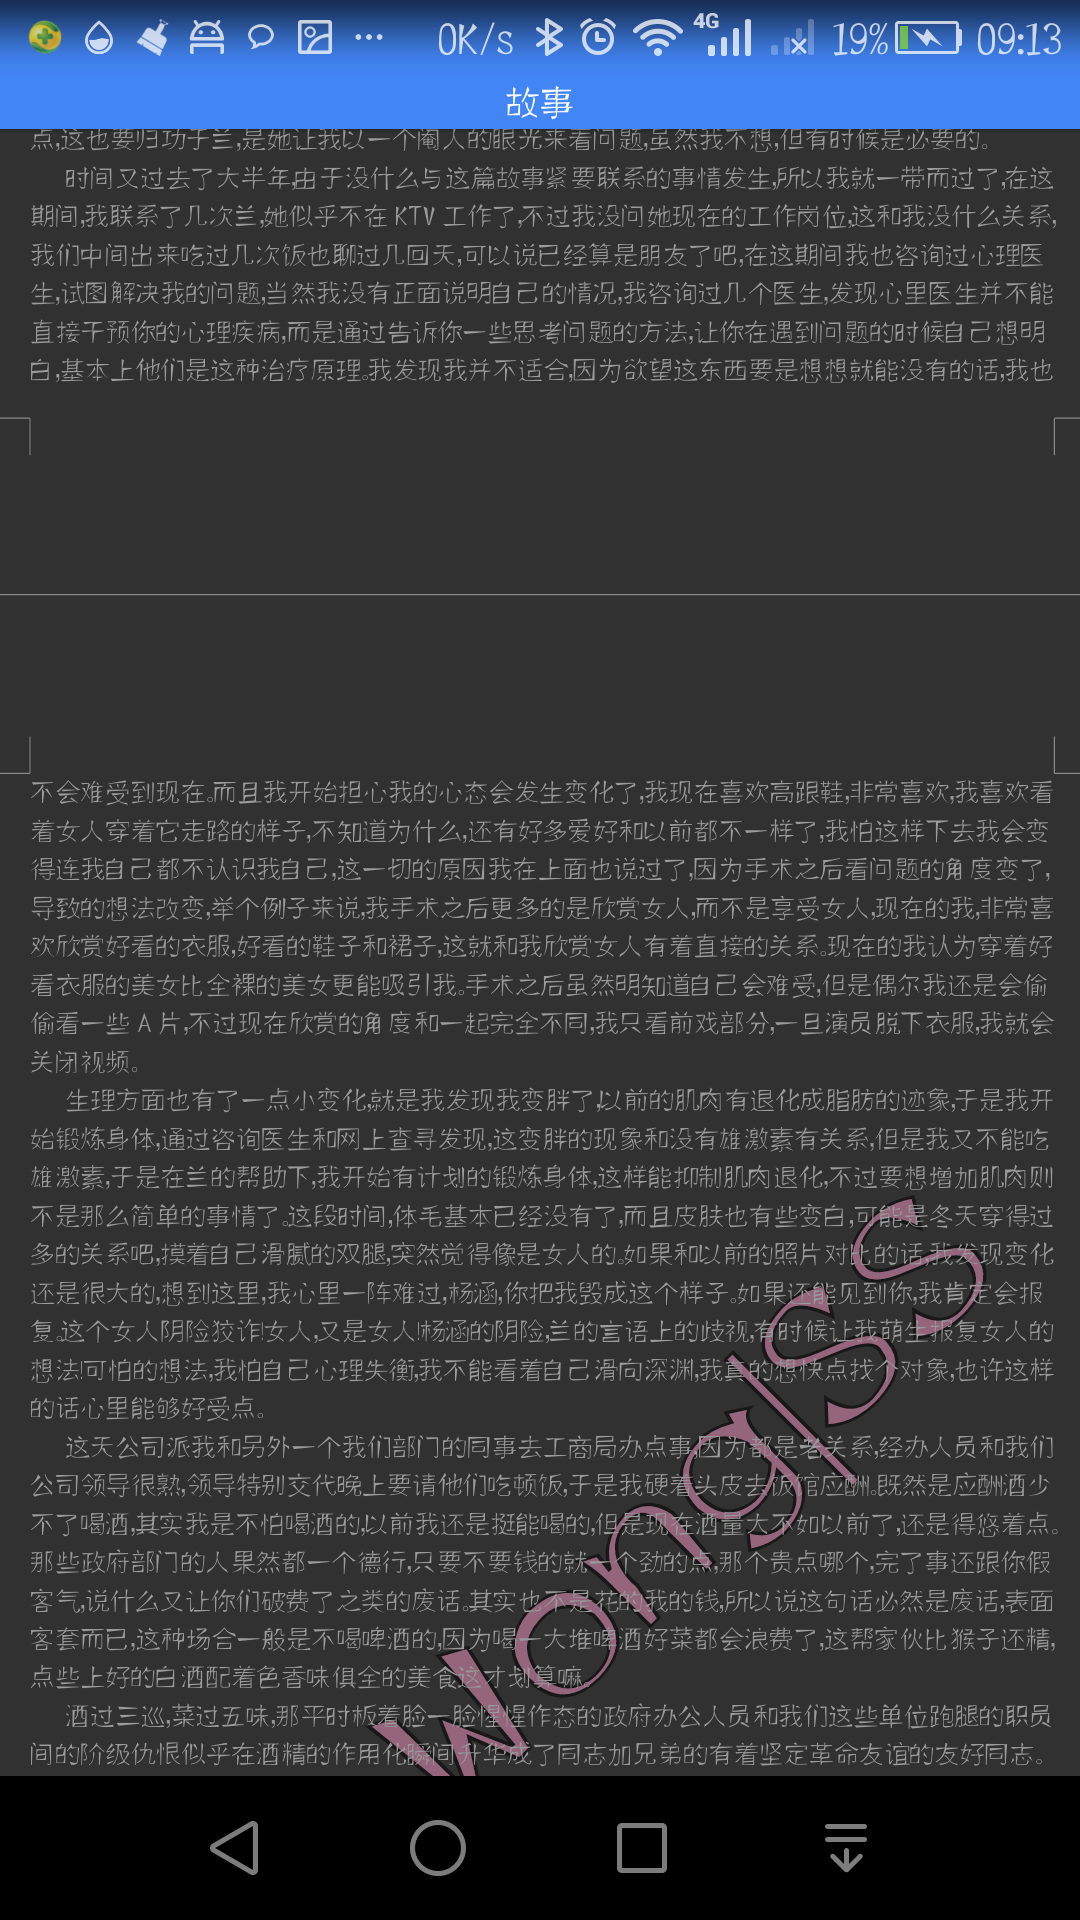 0K/s 4G 19% 09:13
故事
点,这也要归功于兰,是她让我以一个阉人的眼光来看问题,虽然我不想,但有时候是必要的。
时间又过去了大半年,由于没什么与这篇故事紧要联系的事情发生,所以我就一带而过了,在这
期间,我联系了几次兰,她似乎不在 KTV 工作了,不过我没问她现在的工作岗位,这和我没什么关系,
我们中间出来吃过几次饭也聊过几回天,可以说已经算是朋友了吧,在这期间我也咨询过心理医
生,试图解决我的问题,当然我没有正面说明自己的情况,我咨询过几个医生,发现心里医生并不能
直接干预你的心理疾病,而是通过告诉你一些思考问题的方法,让你在遇到问题的时候自己想明
白,基本上他们是这种治疗原理。我发现我并不适合,因为欲望这东西要是想想就能没有的话,我也
不会难受到现在。而且我开始担心我的心态会发生变化了,我现在喜欢高跟鞋,非常喜欢,我喜欢看
着女人穿着它走路的样子,不知道为什么,还有好多爱好和以前都不一样了,我怕这样下去我会变
得连我自己都不认识我自己,这一切的原因我在上面也说过了,因为手术之后看问题的角度变了,
导致的想法改变,举个例子来说,我手术之后更多的是欣赏女人,而不是享受女人,现在的我,非常喜
欢欣赏好看的衣服,好看的鞋子和裙子,这就和我欣赏女人有着直接的关系。现在的我认为穿着好
看衣服的美女比全裸的美女更能吸引我。手术之后虽然明知道自己会难受,但是偶尔我还是会偷
偷看一些 A 片,不过现在欣赏的角度和一起完全不同,我只看前戏部分,一旦演员脱下衣服,我就会
关闭视频。
生理方面也有了一点小变化,就是我发现我变胖了,以前的肌肉有退化成脂肪的迹象,于是我开
始锻炼身体,通过咨询医生和网上查寻发现,这变胖的现象和没有雄激素有关系,但是我又不能吃
雄激素,于是在兰的帮助下,我开始有计划的锻炼身体,这样能抑制肌肉退化,不过要想增加肌肉则
不是那么简单的事情了。这段时间,体毛基本已经没有了,而且皮肤也有些变白,可能是冬天穿得过
多的关系吧,摸着自己滑腻的双腿,突然觉得像是女人的。如果和以前的照片对比的话,我发现变化
还是很大的,想到这里,我心里一阵难过,杨涵,你把我毁成这个样子。如果还能见到你,我肯定会报
复。这个女人阴险狡诈!女人,又是女人!杨涵的阴险,兰的言语上的歧视,有时候让我萌生报复女人的
想法!可怕的想法,我怕自己心理失衡,我不能看着自己滑向深渊,我真的想快点找个对象,也许这样
的话心里能够好受点。
这天公司派我和另外一个我们部门的同事去工商局办点事,因为都是老关系,经办人员和我们
公司领导很熟,领导特别交代晚上要请他们吃顿饭,于是我硬着头皮去饭馆应酬。既然是应酬酒少
不了喝酒,其实我是不怕喝酒的,以前我还是挺能喝的,但是现在酒量大不如以前了,还是得悠着点。
那些政府部门的人果然都一个德行,只要不要钱的就一个劲的点,那个贵点哪个,完了事还跟你假
客气,说什么又让你们破费了之类的废话。其实也不是花的我的钱,所以说这句话必然是废话,表面
客套而已,这种场合一般是不喝啤酒的,因为喝一大堆啤酒好菜都会浪费了,这帮家伙比猴子还精,
点些上好的白酒配着色香味俱全的美食这才划算嘛。
酒过三巡,菜过五味,那平时板着脸一脸惺惺作态的政府办公人员和我们这些单位跑腿的职员
间的阶级仇恨似乎在酒精的作用化瞬间升华成了同志加兄弟的有着坚定革命友谊的友好同志。
wongJss